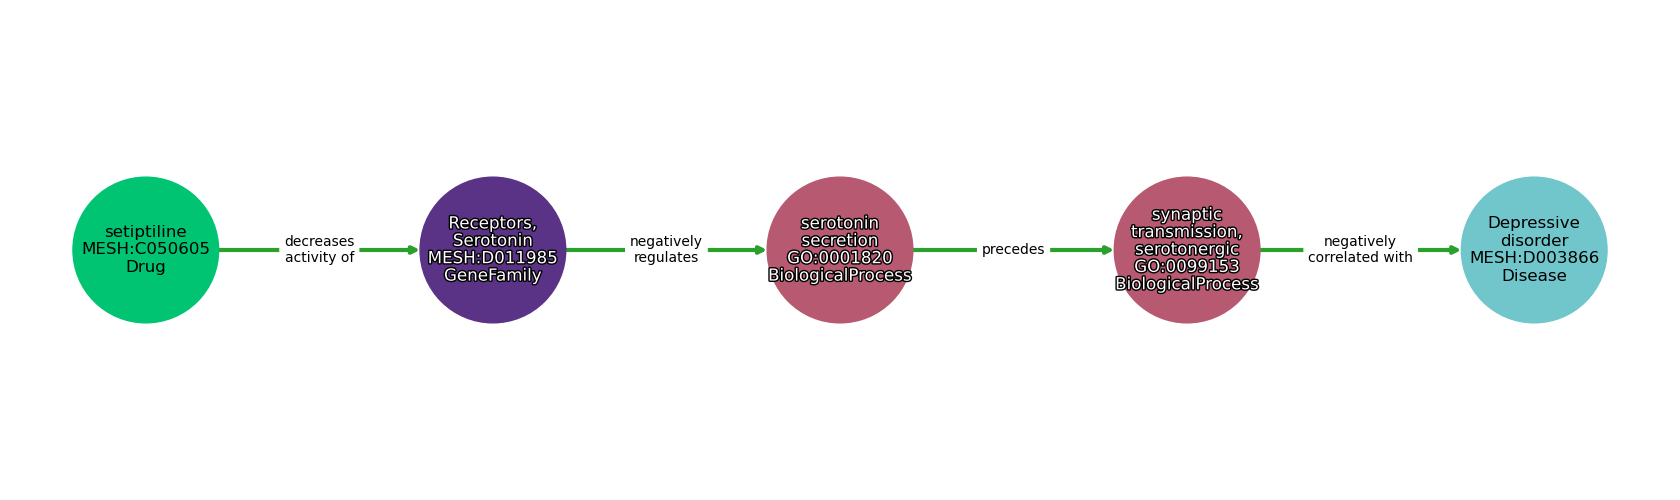 setiptiline
MESH:C050605
Drug
decreases
activity of
Receptors,
Serotonin
MESH:D011985
GeneFamily
negatively
regulates
serotonin
secretion
GO:0001820
BiologicalProcess
precedes
synaptic
transmission,
serotonergic
GO:0099153
BiologicalProcess
negatively
correlated with
Depressive
disorder
MESH:D003866
Disease